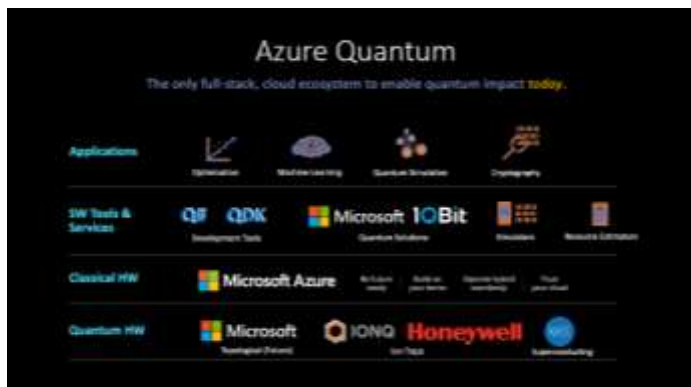 Azure Quantum
The only full-stack, cloud ecosystem to enable quantum impact today.
Applications
Optimization Machine Learning Quantum Simulation Cryptography
SW Tools & Services
Q# QDK Microsoft 1QBit
Development Tools Quantum Solutions Simulators Resource Estimators
Classical HW
Microsoft Azure
Quantum HW
Microsoft IONQ Honeywell
Topological (Future) Ion Traps Superconducting